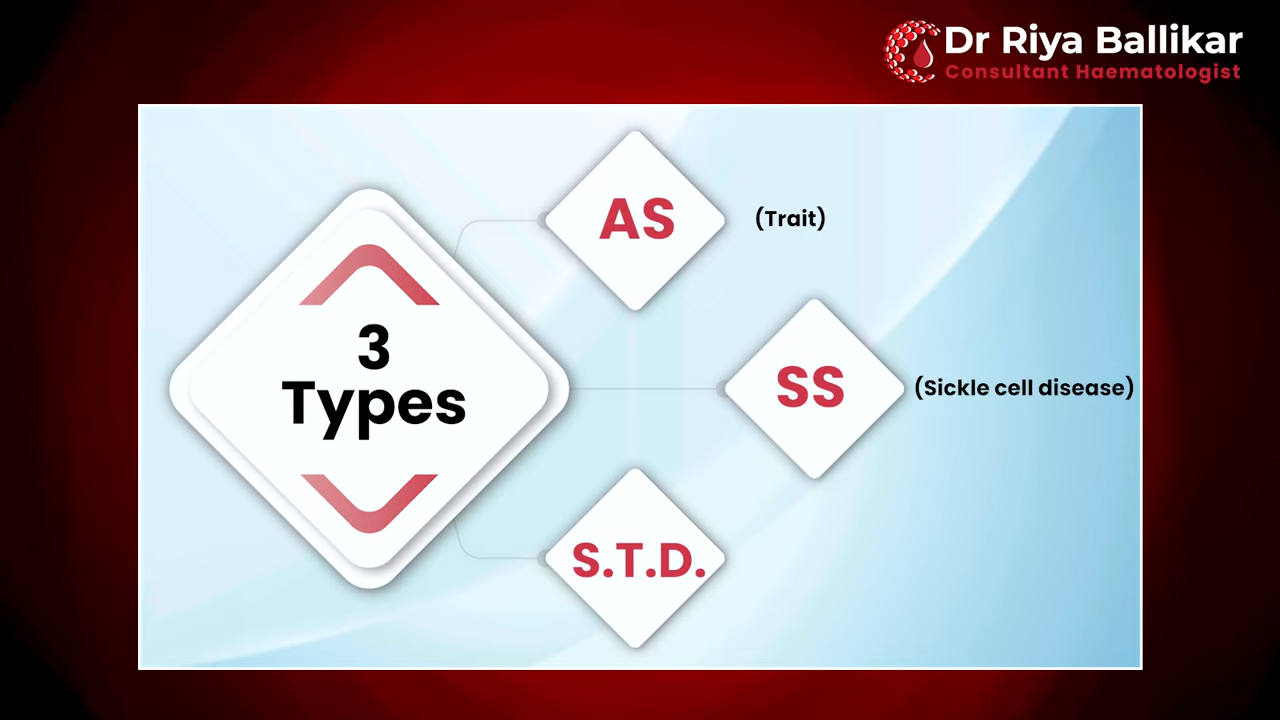 Dr Riya Ballikar
Consultant Haematologist
3
Types
AS
(Trait)
SS
(Sickle cell disease)
S.T.D.